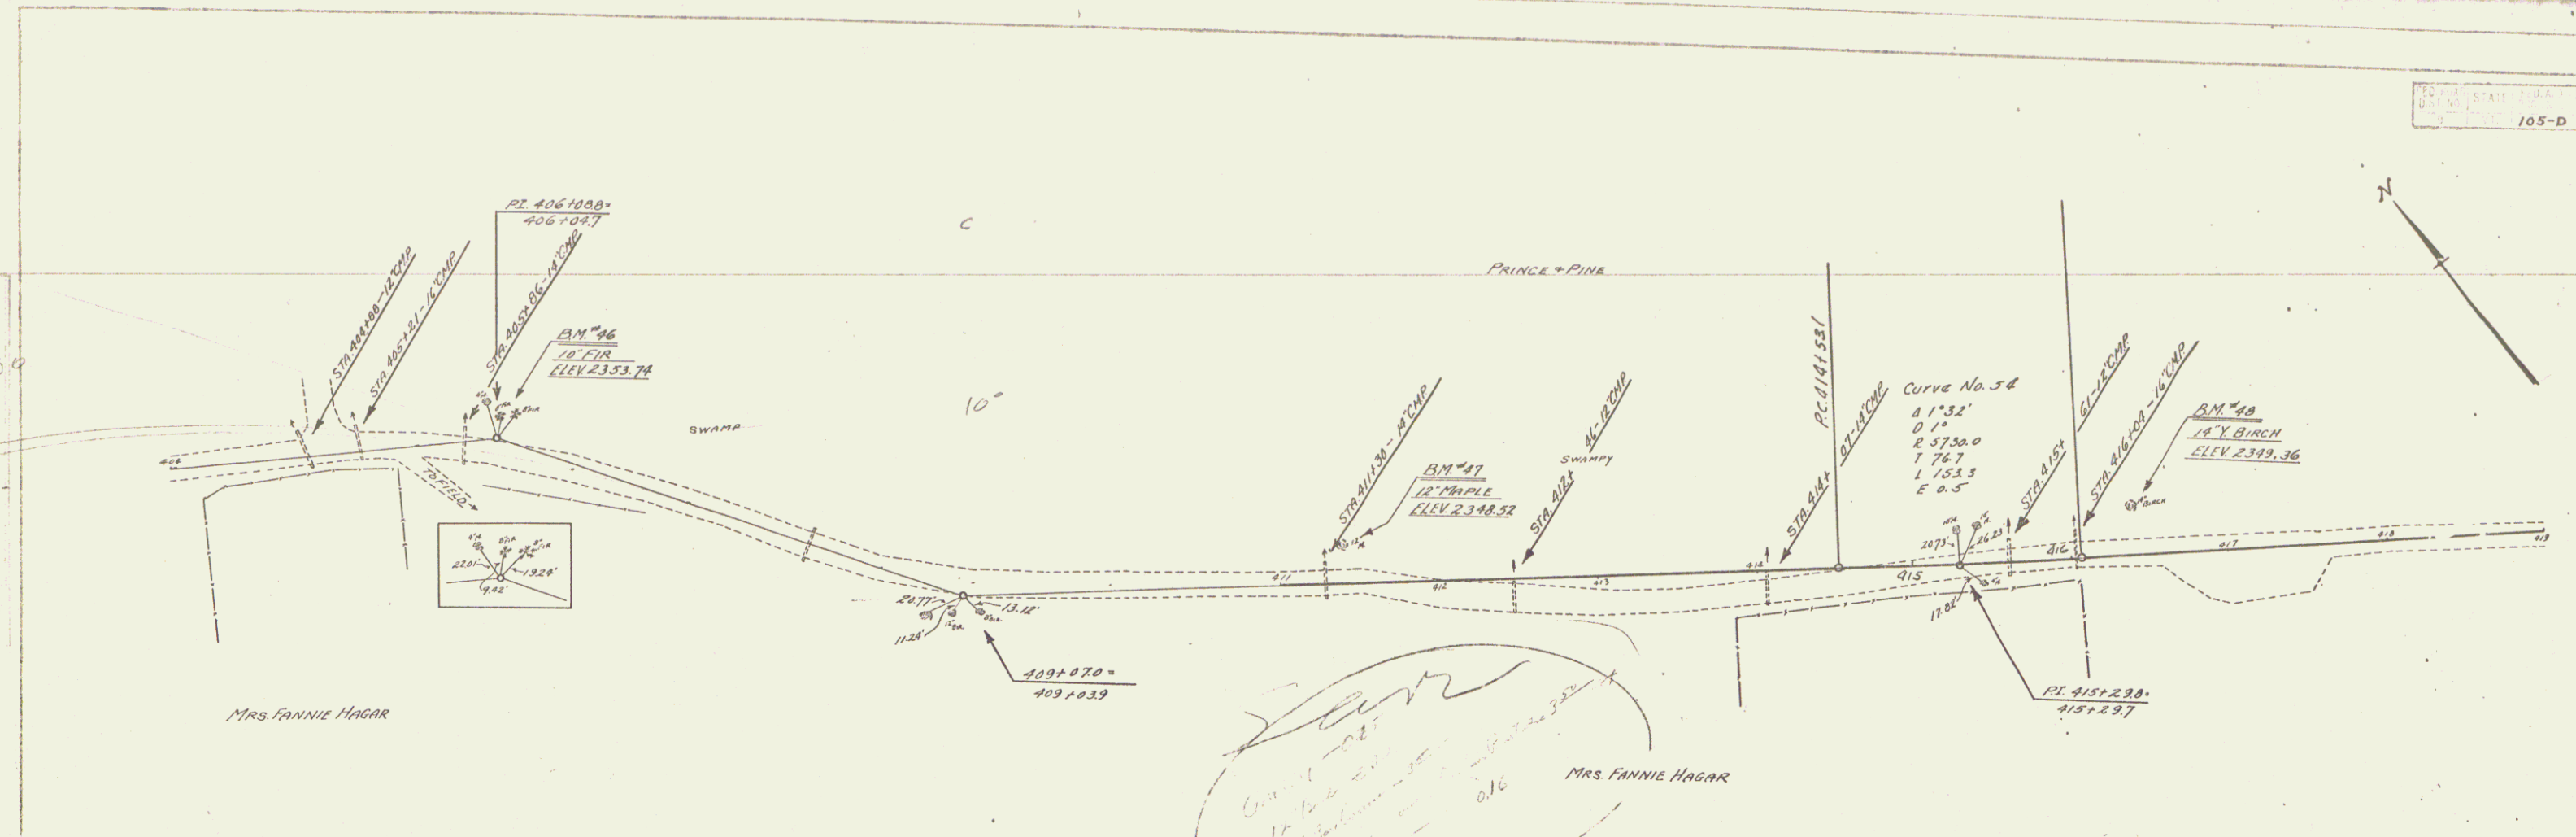 STATE
105-D
N
P.I. 406+08.8=
406+04.7
C
PRINCE + PINE
STA. 404+88-12"CMP
STA. 405+21-16"CMP
STA. 405+86-14"CMP
B.M. #46
10" FIR
ELEV. 2353.74
10°
SWAMP
404
TO FIELD
22.01'
19.24'
9.42'
MRS. FANNIE HAGAR
20.77'
13.12'
11.24'
409+07.0=
409+03.9
411
STA. 411+30-14"CMP
B.M. #47
12" MAPLE
ELEV. 2348.52
412
STA. 412+
46-12"CMP
SWAMPY
413
414
STA. 414+
07-14"CMP
P.C. 414+53.1
Curve No. 54
Δ 1°32'
D 1°
R 5730.0
T 76.7
L 153.3
E 0.5
415
20.73'
26.23'
17.82'
STA. 415+
61-12"CMP
416
STA. 416+04-16"CMP
B.M. #48
14" Y. BIRCH
ELEV. 2349.36
BIRCH
417
418
419
P.I. 415+29.8=
415+29.7
MRS. FANNIE HAGAR
0.16